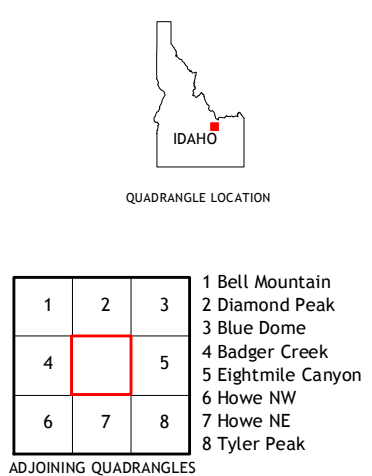 IDAHO
QUADRANGLE LOCATION
1 2 3
4 5
6 7 8
1 Bell Mountain
2 Diamond Peak
3 Blue Dome
4 Badger Creek
5 Eightmile Canyon
6 Howe NW
7 Howe NE
8 Tyler Peak
ADJOINING QUADRANGLES